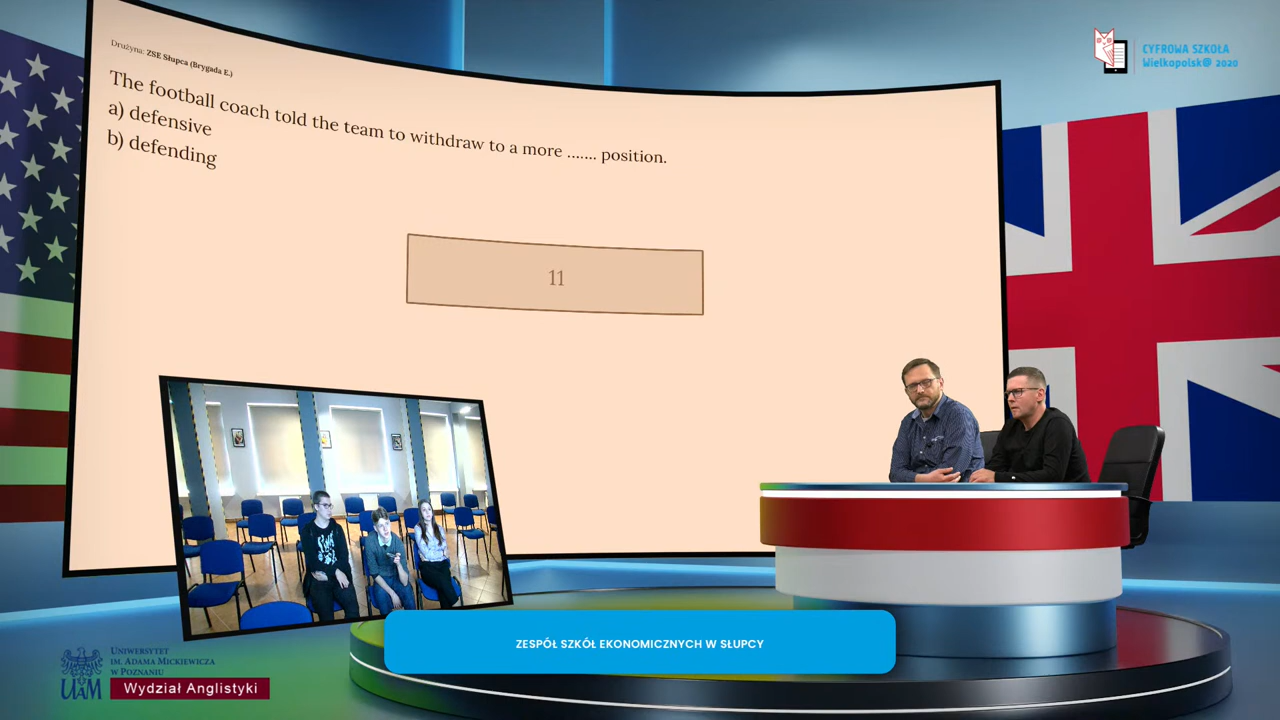 Drużyna: ZSE Słupca (Brygada E.)
The football coach told the team to withdraw to a more ....... position.
a) defensive
b) defending
11
CYFROWA SZKOŁA
Wielkopolsk@ 2020
ZESPÓŁ SZKÓŁ EKONOMICZNYCH W SŁUPCY
UNIWERSYTET
IM. ADAMA MICKIEWICZA
W POZNANIU
UAM
Wydział Anglistyki